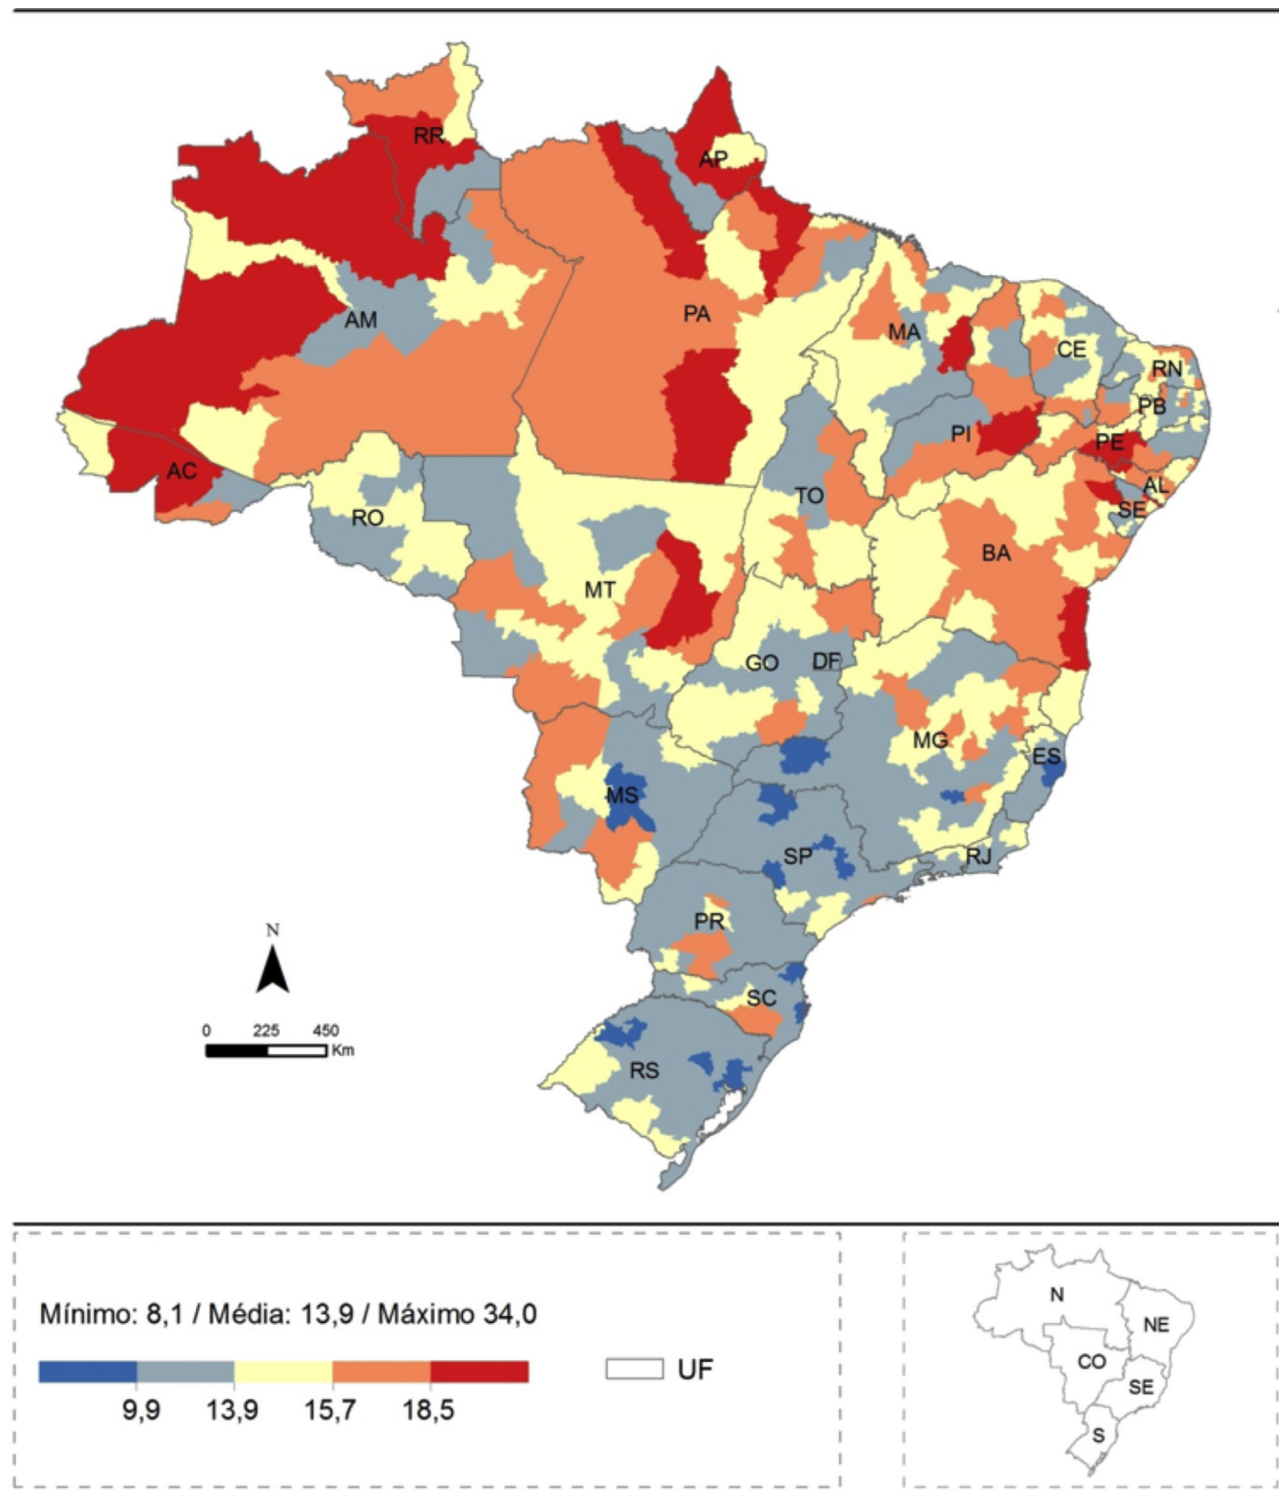 RR
AP
AM
PA
MA
CE
RN
PB
PI
PE
AC
AL
TO
SE
RO
BA
MT
GO
DF
MG
ES
MS
SP
RJ
PR
N
SC
0 225 450
Km
RS
Mínimo: 8,1 / Média: 13,9 / Máximo 34,0
UF
9,9 13,9 15,7 18,5
N
NE
CO
SE
S